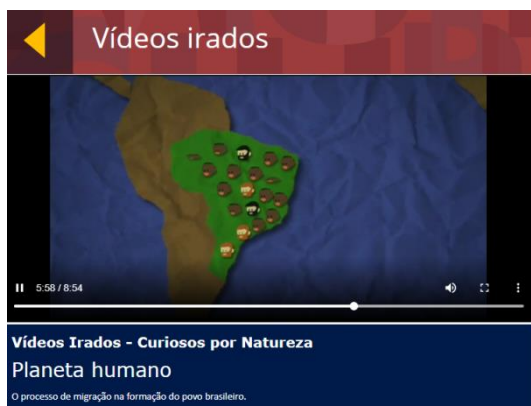 Vídeos irados
5:58 / 8:54
Vídeos Irados - Curiosos por Natureza
Planeta humano
O processo de migração na formação do povo brasileiro.